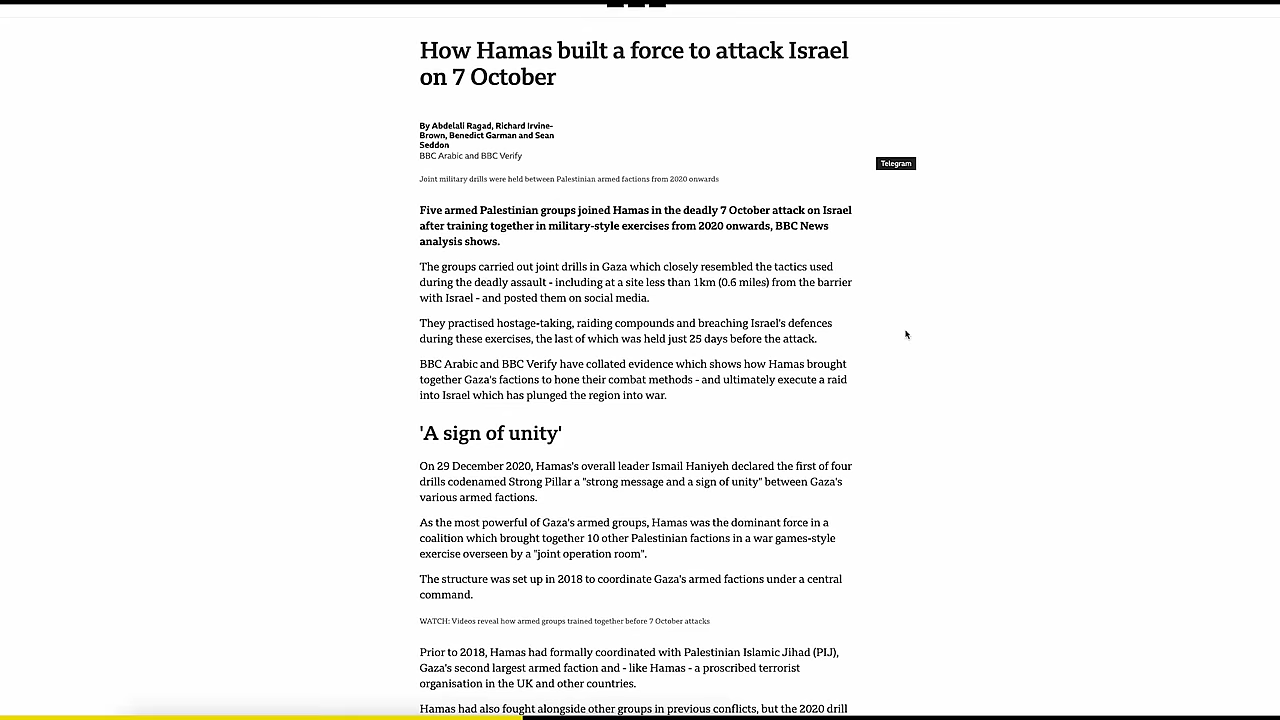 How Hamas built a force to attack Israel
on 7 October
By Abdelali Ragad, Richard Irvine-
Brown, Benedict Garman and Sean
Seddon
BBC Arabic and BBC Verify
Telegram
Joint military drills were held between Palestinian armed factions from 2020 onwards
Five armed Palestinian groups joined Hamas in the deadly 7 October attack on Israel
after training together in military-style exercises from 2020 onwards, BBC News
analysis shows.
The groups carried out joint drills in Gaza which closely resembled the tactics used
during the deadly assault - including at a site less than 1km (0.6 miles) from the barrier
with Israel - and posted them on social media.
They practised hostage-taking, raiding compounds and breaching Israel's defences
during these exercises, the last of which was held just 25 days before the attack.
BBC Arabic and BBC Verify have collated evidence which shows how Hamas brought
together Gaza's factions to hone their combat methods - and ultimately execute a raid
into Israel which has plunged the region into war.
'A sign of unity'
On 29 December 2020, Hamas's overall leader Ismail Haniyeh declared the first of four
drills codenamed Strong Pillar a "strong message and a sign of unity" between Gaza's
various armed factions.
As the most powerful of Gaza's armed groups, Hamas was the dominant force in a
coalition which brought together 10 other Palestinian factions in a war games-style
exercise overseen by a "joint operation room".
The structure was set up in 2018 to coordinate Gaza's armed factions under a central
command.
WATCH: Videos reveal how armed groups trained together before 7 October attacks
Prior to 2018, Hamas had formally coordinated with Palestinian Islamic Jihad (PIJ),
Gaza's second largest armed faction and - like Hamas - a proscribed terrorist
organisation in the UK and other countries.
Hamas had also fought alongside other groups in previous conflicts, but the 2020 drill